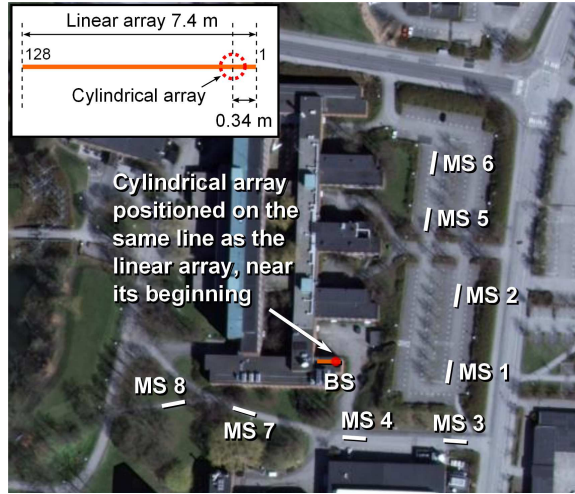 Linear array 7.4 m
128
1
Cylindrical array
0.34 m
Cylindrical array
positioned on the
same line as the
linear array, near
its beginning
MS 6
MS 5
MS 2
MS 1
BS
MS 8
MS 7
MS 4
MS 3